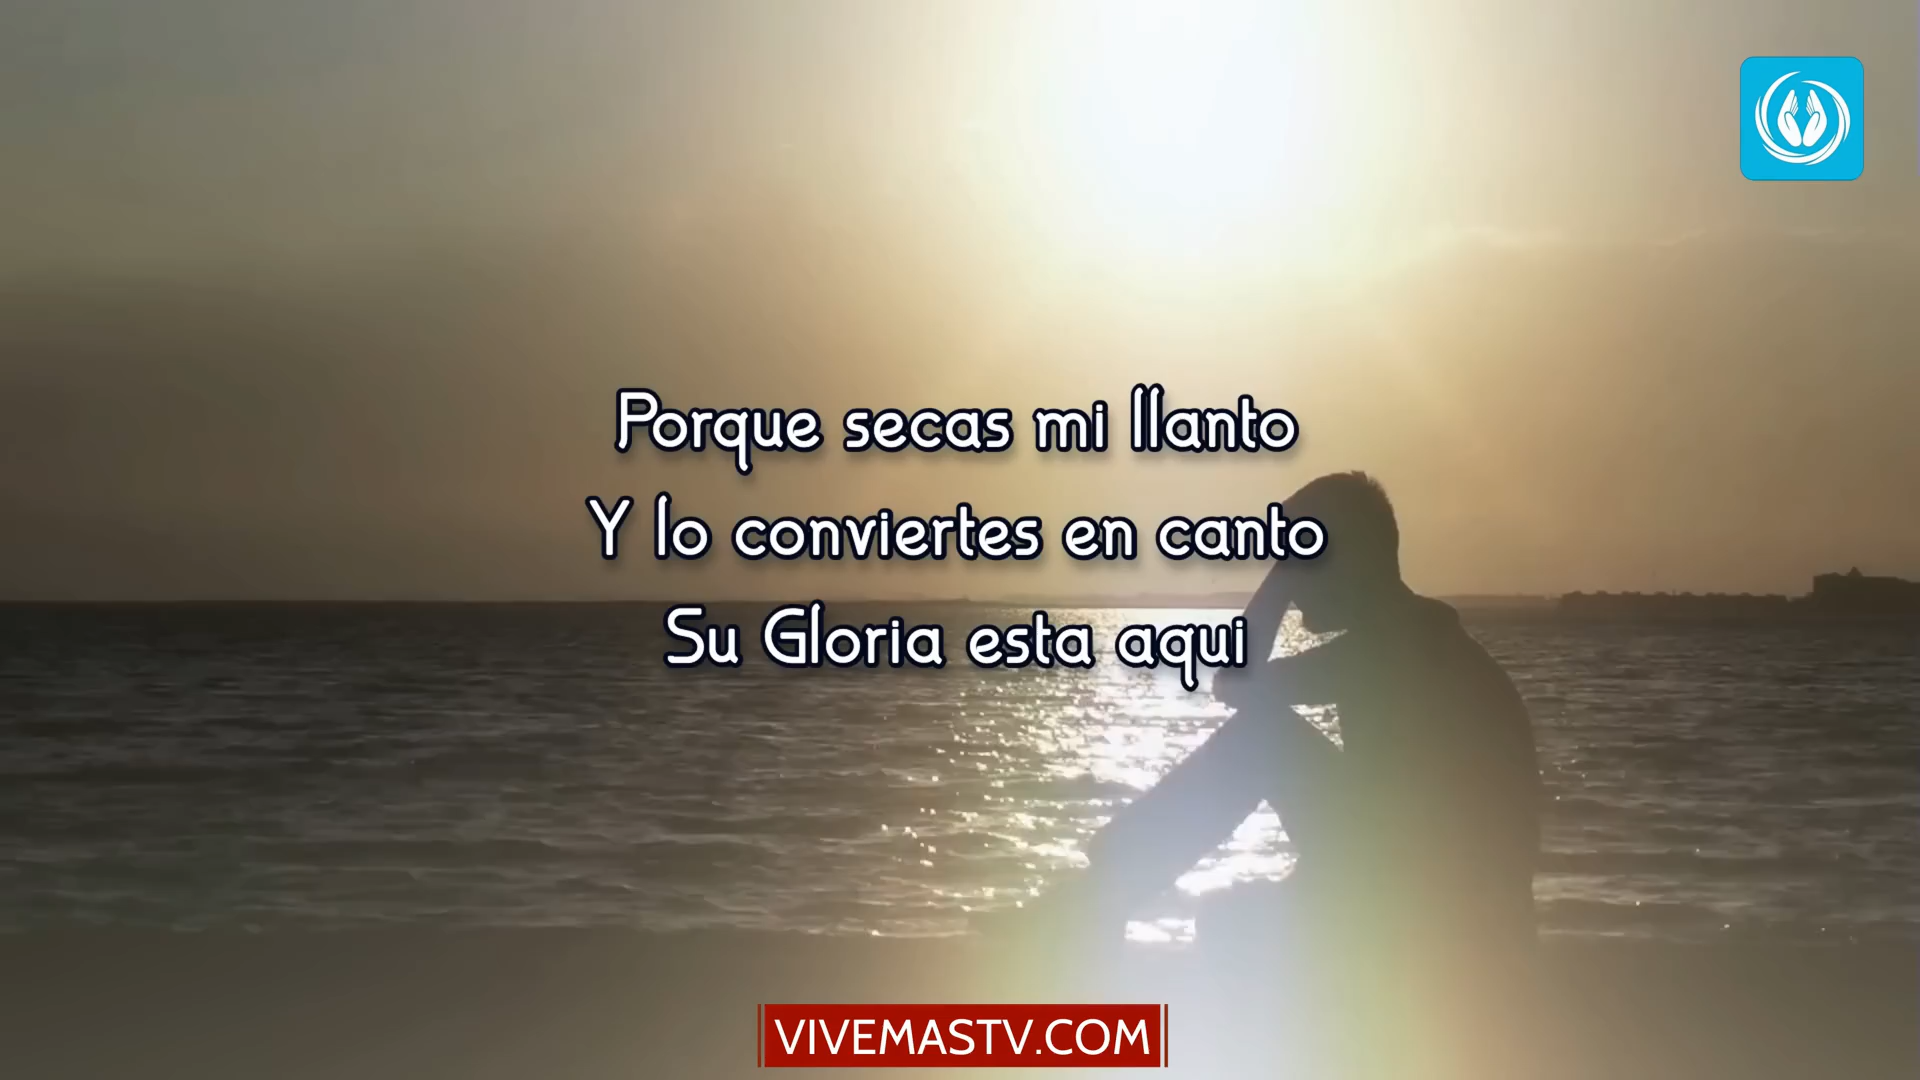 Porque secas mi llanto
Y lo conviertes en canto
Su Gloria esta aqui
VIVEMASTV.COM